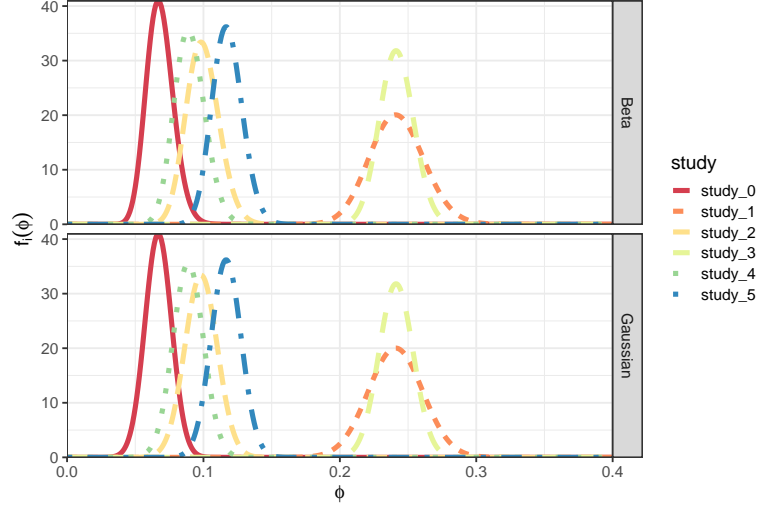 40
30
20
10
0
Beta
40
30
20
10
0
Gaussian
0.0
0.1
0.2
0.3
0.4
ϕ
fᵢ(ϕ)
study
study_0
study_1
study_2
study_3
study_4
study_5